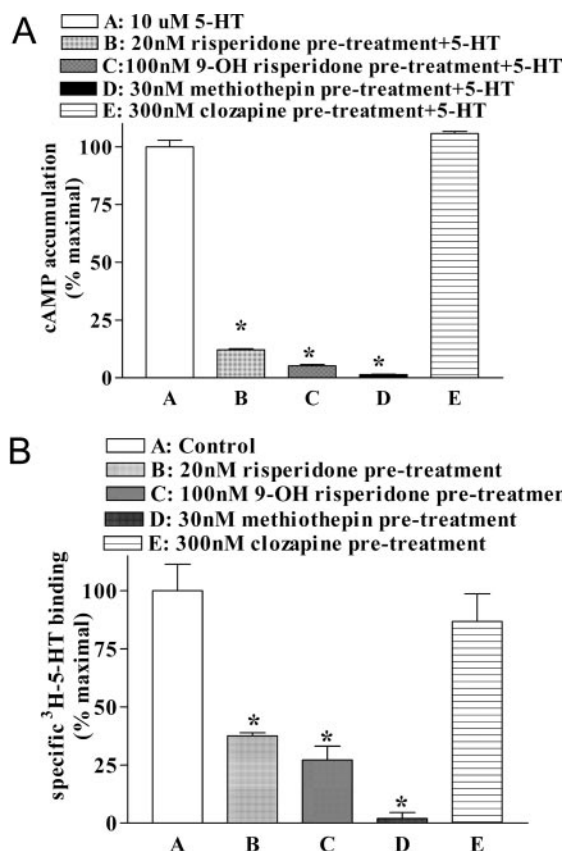 A
A: 10 uM 5-HT
B: 20nM risperidone pre-treatment+5-HT
C:100nM 9-OH risperidone pre-treatment+5-HT
D: 30nM methiothepin pre-treatment+5-HT
E: 300nM clozapine pre-treatment+5-HT
cAMP accumulation
(% maximal)
100
75
50
25
0
* * *
A B C D E
B
A: Control
B: 20nM risperidone pre-treatment
C: 100nM 9-OH risperidone pre-treatmen
D: 30nM methiothepin pre-treatment
E: 300nM clozapine pre-treatment
specific ³H-5-HT binding
(% maximal)
100
75
50
25
0
* * *
A B C D E